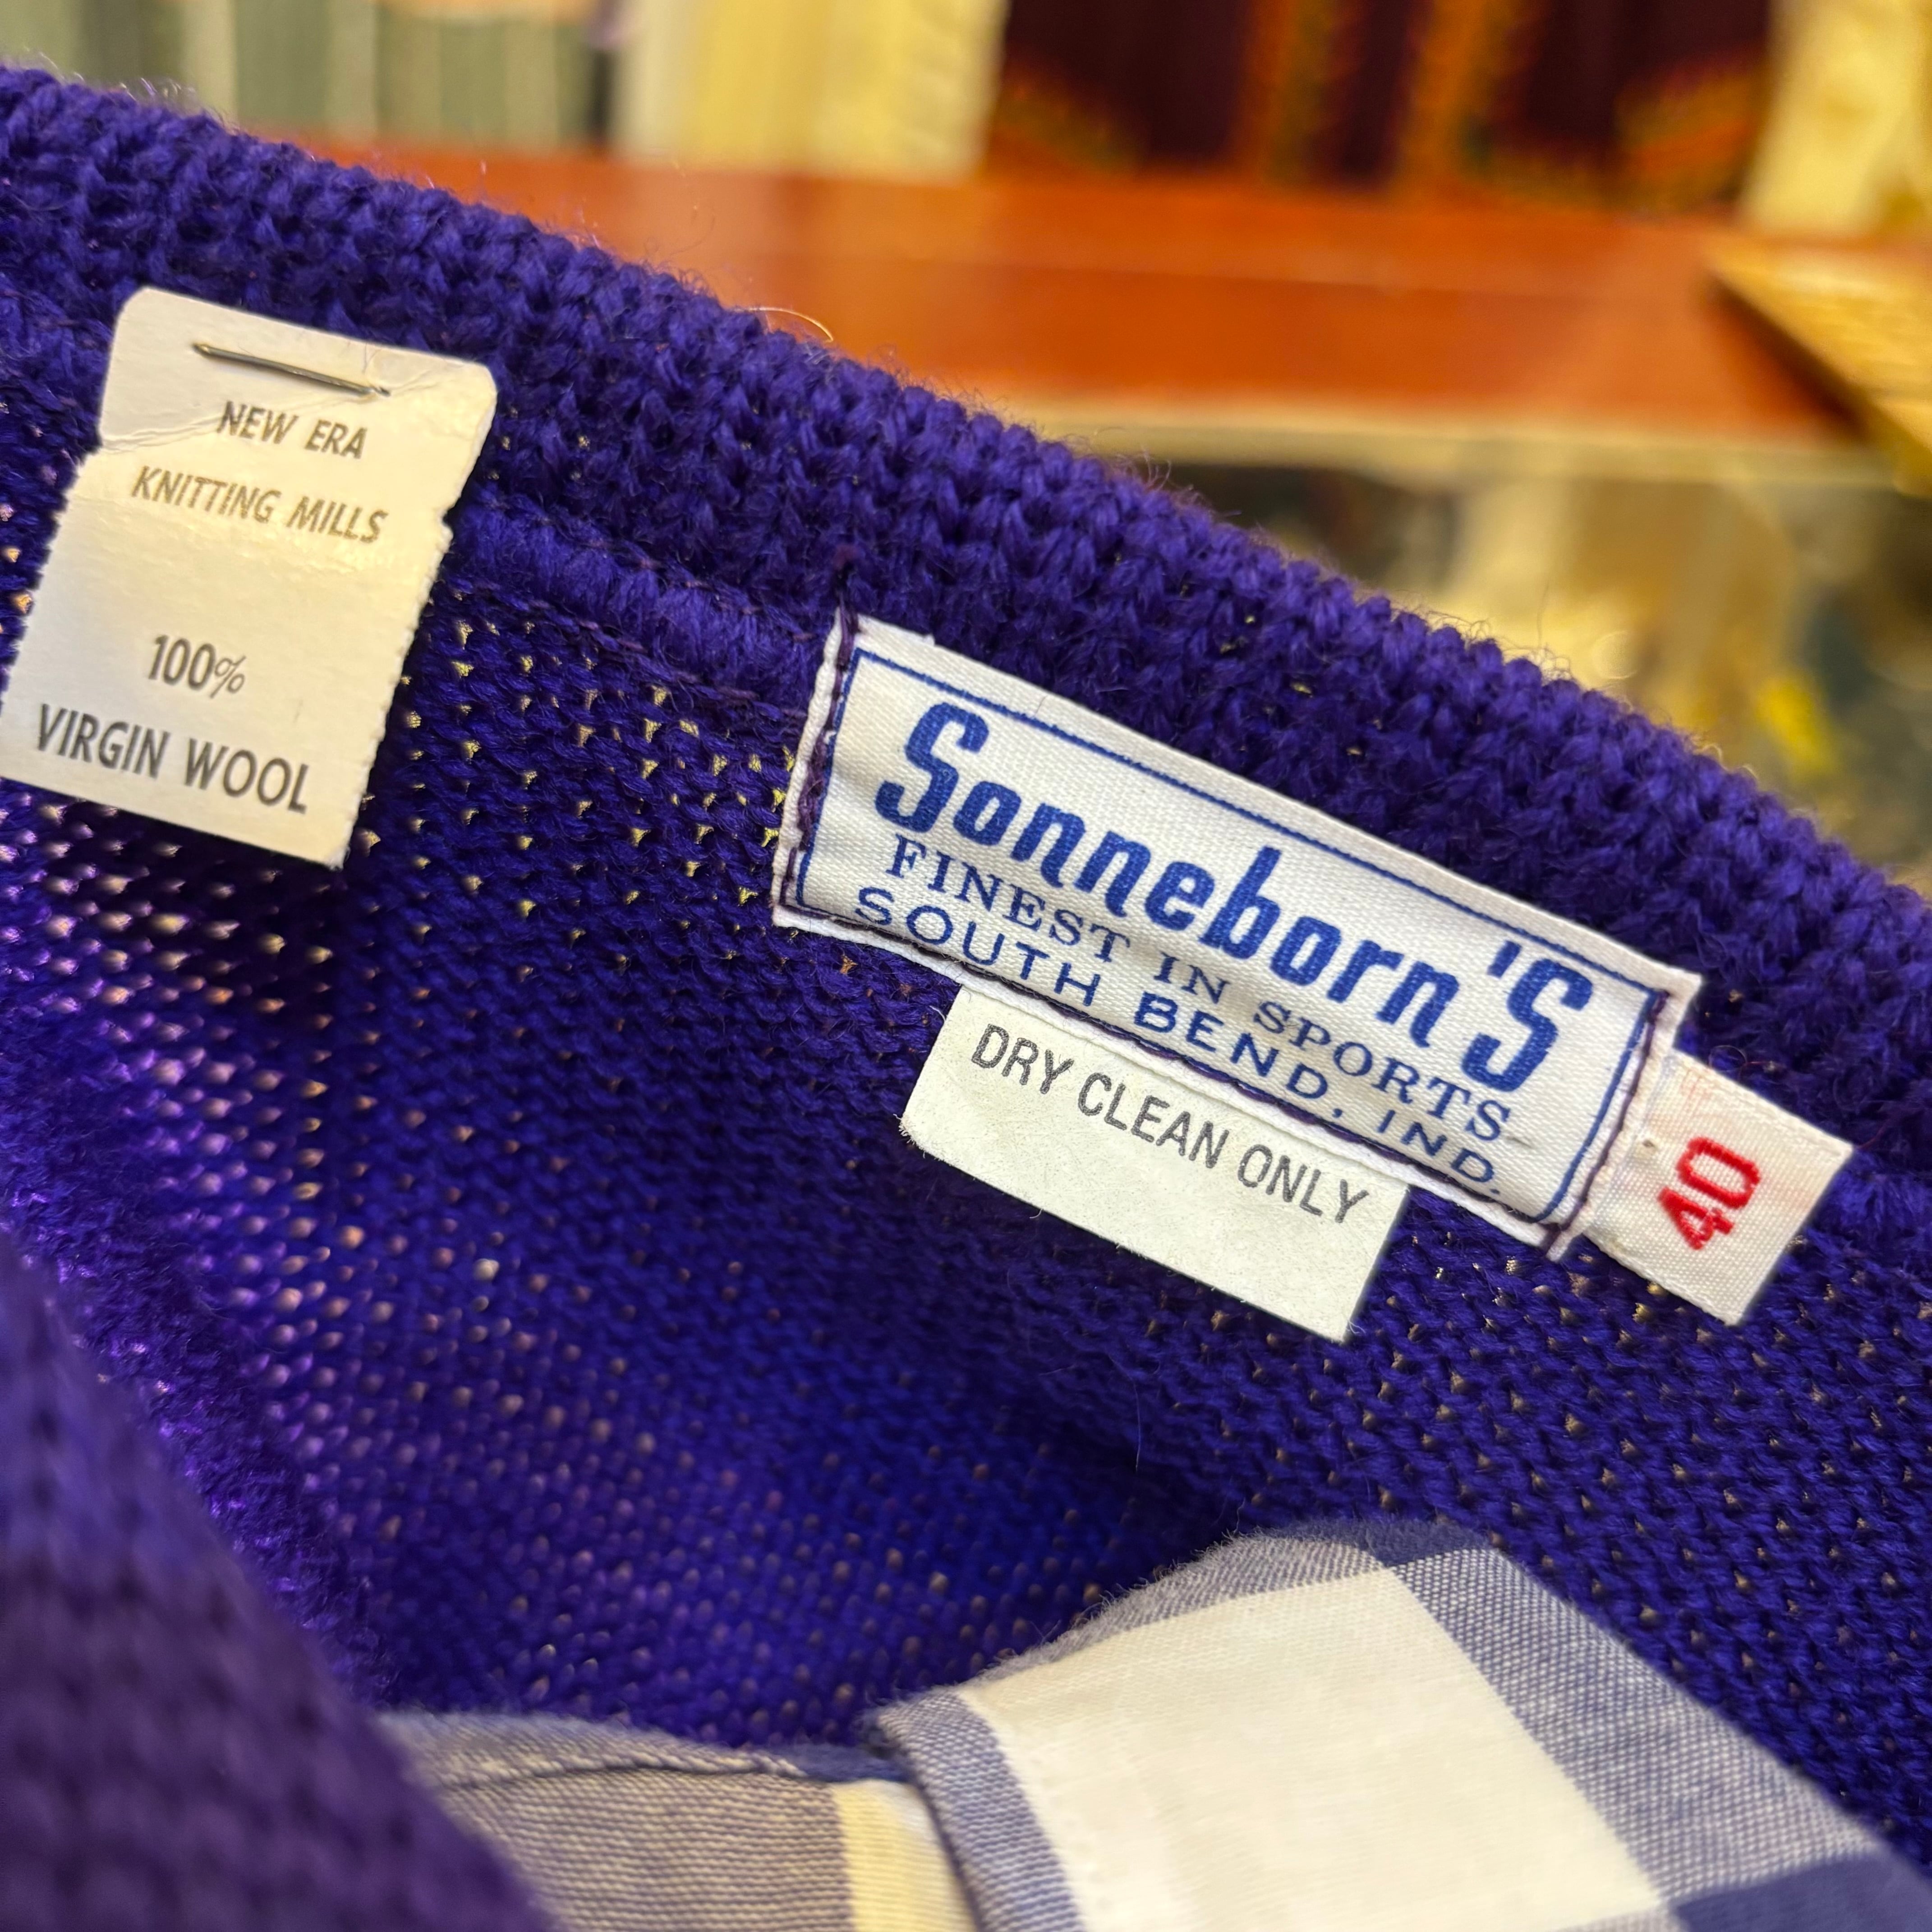 NEW ERA
KNITTING MILLS
100%
VIRGIN WOOL
Sonneborn'S
FINEST IN SPORTS
SOUTH BEND, IND.
DRY CLEAN ONLY
40